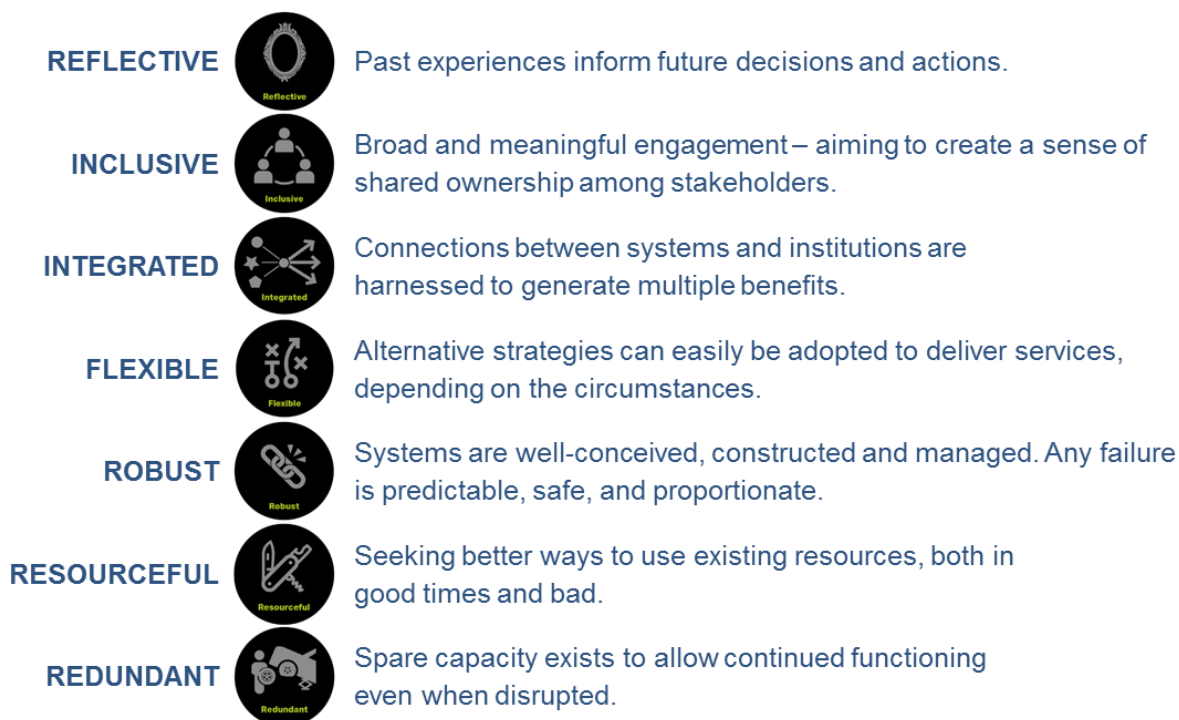 REFLECTIVE
Reflective
Past experiences inform future decisions and actions.
INCLUSIVE
Inclusive
Broad and meaningful engagement – aiming to create a sense of
shared ownership among stakeholders.
INTEGRATED
Integrated
Connections between systems and institutions are
harnessed to generate multiple benefits.
FLEXIBLE
Flexible
Alternative strategies can easily be adopted to deliver services,
depending on the circumstances.
ROBUST
Robust
Systems are well-conceived, constructed and managed. Any failure
is predictable, safe, and proportionate.
RESOURCEFUL
Resourceful
Seeking better ways to use existing resources, both in
good times and bad.
REDUNDANT
Redundant
Spare capacity exists to allow continued functioning
even when disrupted.